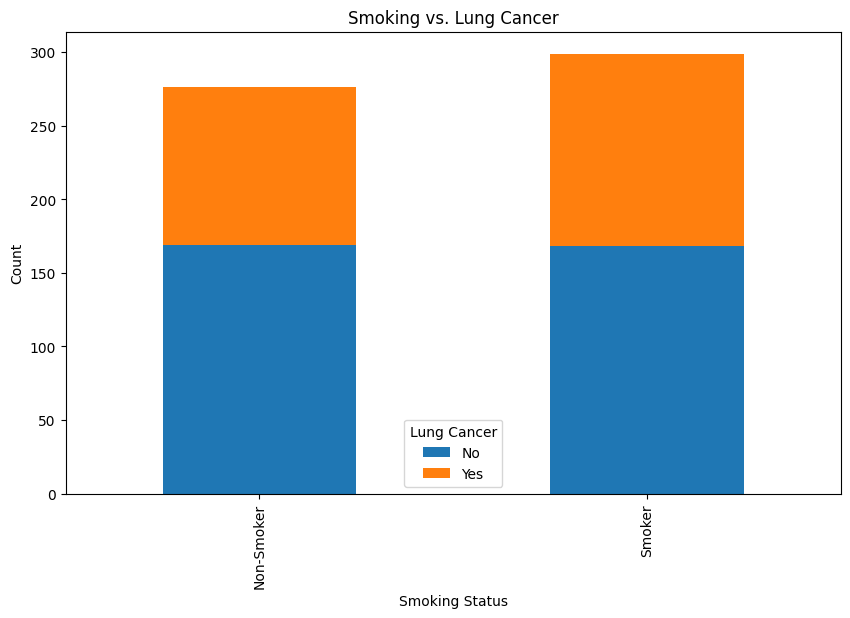 Smoking vs. Lung Cancer
Count
300
250
200
150
100
50
0
Lung Cancer
No
Yes
Non-Smoker
Smoker
Smoking Status